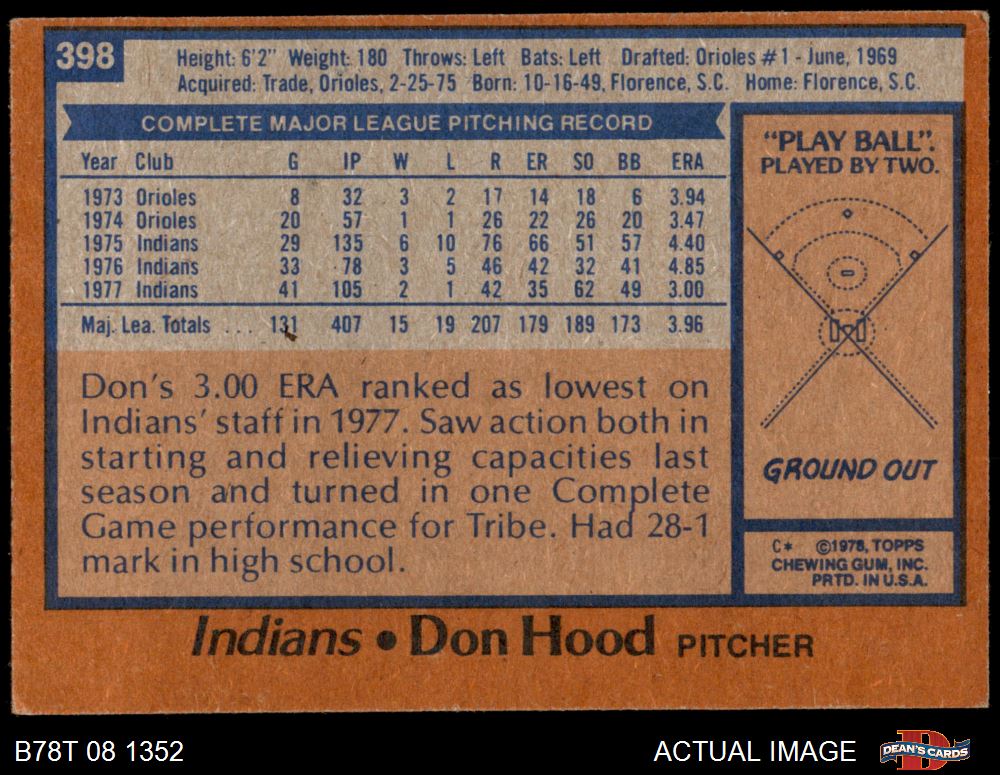 398
Height: 6'2" Weight: 180 Throws: Left Bats: Left Drafted: Orioles #1 - June, 1969
Acquired: Trade, Orioles, 2-25-75 Born: 10-16-49, Florence, S.C. Home: Florence, S.C.
COMPLETE MAJOR LEAGUE PITCHING RECORD
Year Club G IP W L R ER SO BB ERA
1973 Orioles 8 32 3 2 17 14 18 6 3.94
1974 Orioles 20 57 1 1 26 22 26 20 3.47
1975 Indians 29 135 6 10 76 66 51 57 4.40
1976 Indians 33 78 3 5 46 42 32 41 4.85
1977 Indians 41 105 2 1 42 35 62 49 3.00
Maj. Lea. Totals ... 131 407 15 19 207 179 189 173 3.96
Don's 3.00 ERA ranked as lowest on
Indians' staff in 1977. Saw action both in
starting and relieving capacities last
season and turned in one Complete
Game performance for Tribe. Had 28-1
mark in high school.
"PLAY BALL".
PLAYED BY TWO.
GROUND OUT
C* ©1978, TOPPS
CHEWING GUM, INC.
PRTD. IN U.S.A.
Indians • Don Hood PITCHER
B78T 08 1352
ACTUAL IMAGE
D
DEAN'S CARDS